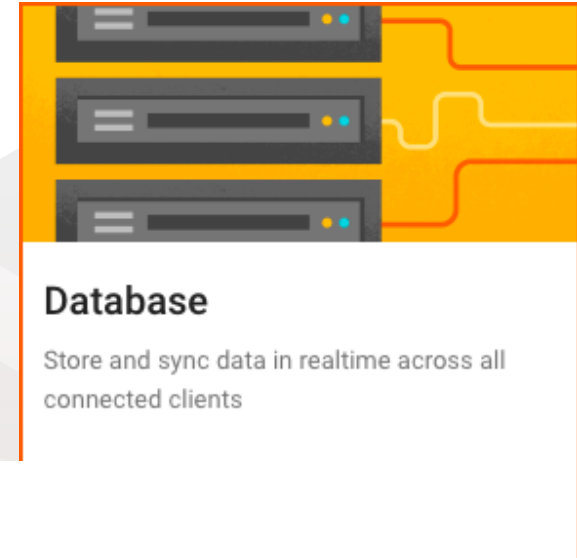 Database
Store and sync data in realtime across all
connected clients